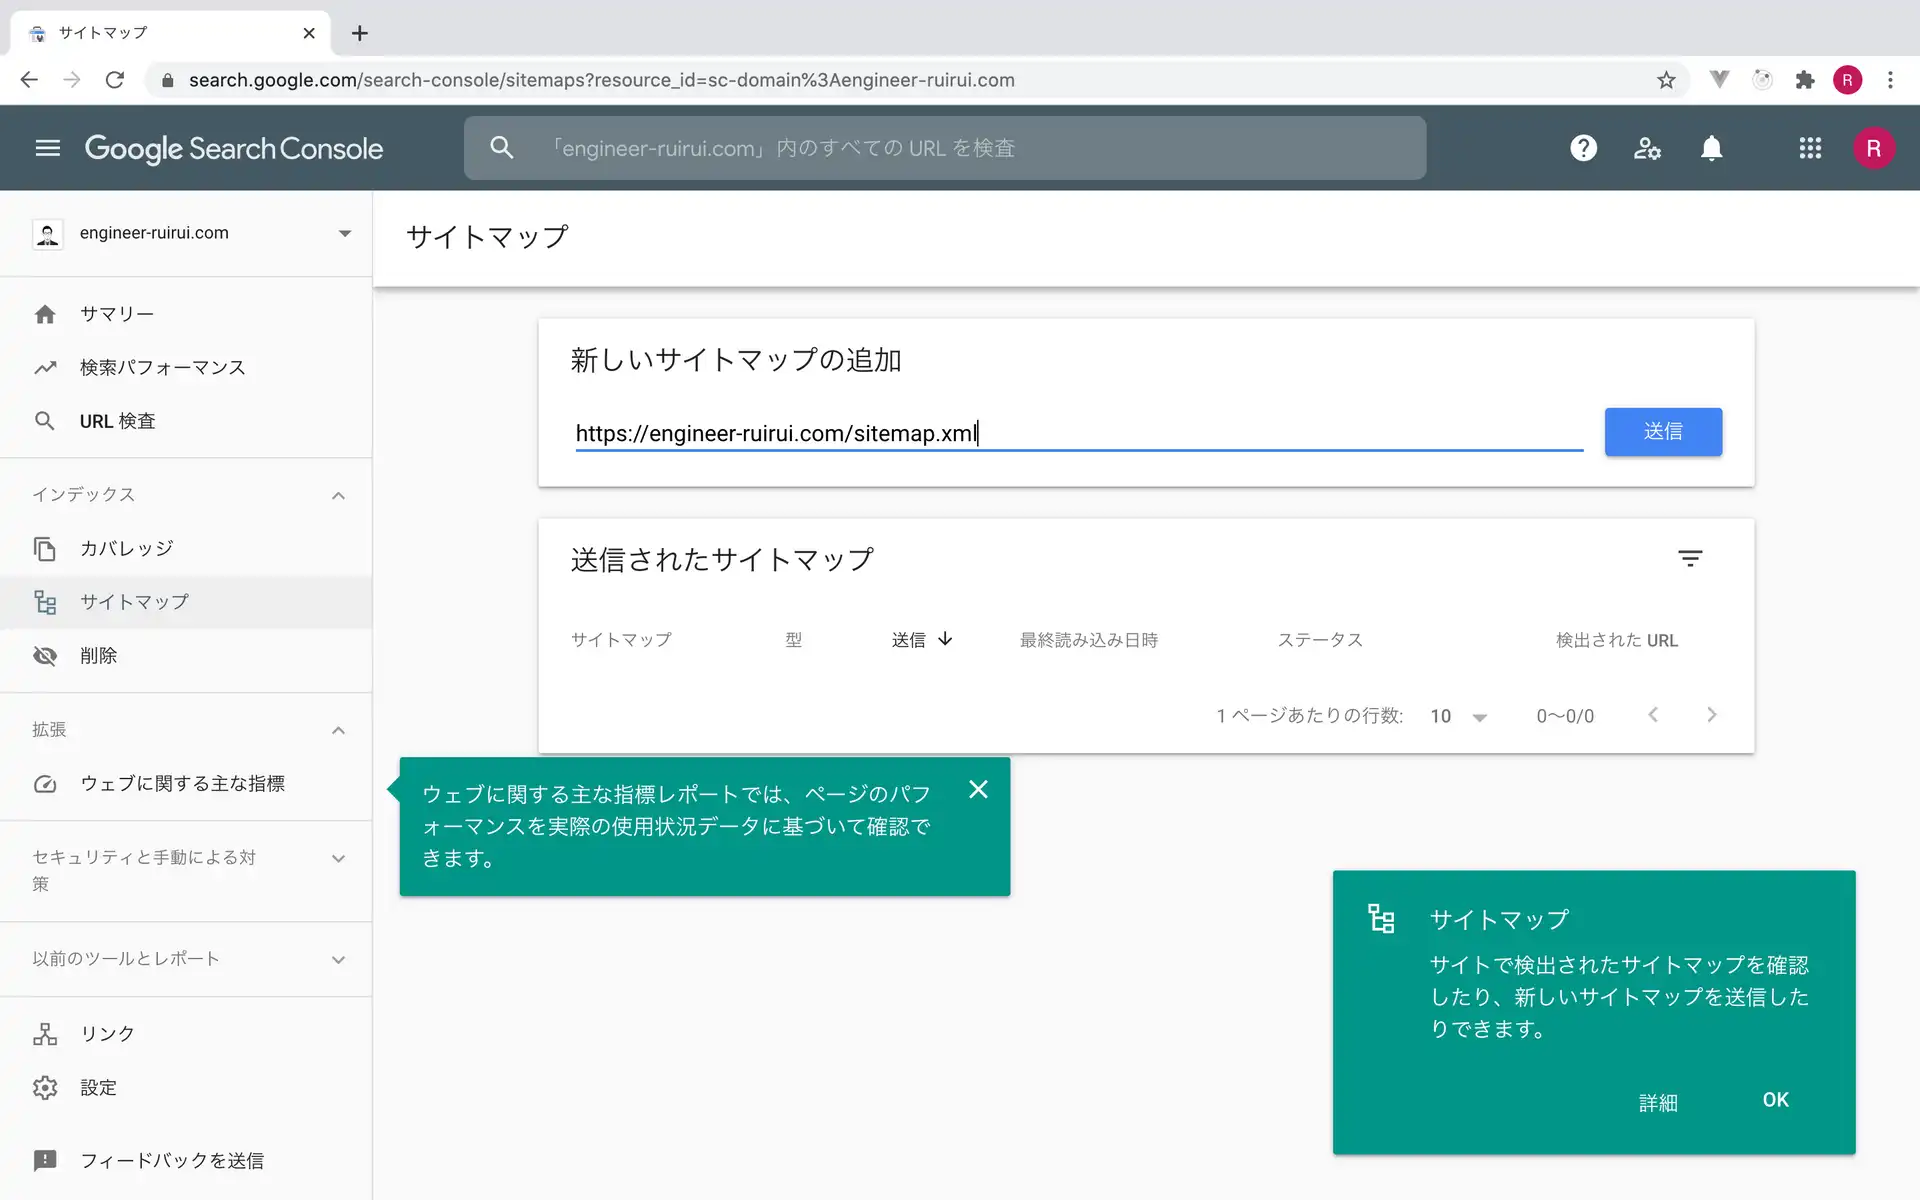 サイトマップ
search.google.com/search-console/sitemaps?resource_id=sc-domain%3Aengineer-ruirui.com
R
Google Search Console
「engineer-ruirui.com」内のすべての URL を検査
R
engineer-ruirui.com
サイトマップ
サマリー
検索パフォーマンス
URL 検査
インデックス
カバレッジ
サイトマップ
削除
拡張
ウェブに関する主な指標
セキュリティと手動による対
策
以前のツールとレポート
リンク
設定
フィードバックを送信
新しいサイトマップの追加
https://engineer-ruirui.com/sitemap.xml
送信
送信されたサイトマップ
サイトマップ 型 送信 最終読み込み日時 ステータス 検出された URL
1 ページあたりの行数: 10 0〜0/0
ウェブに関する主な指標レポートでは、ページのパフ
ォーマンスを実際の使用状況データに基づいて確認で
きます。
サイトマップ
サイトで検出されたサイトマップを確認
したり、新しいサイトマップを送信した
りできます。
詳細 OK